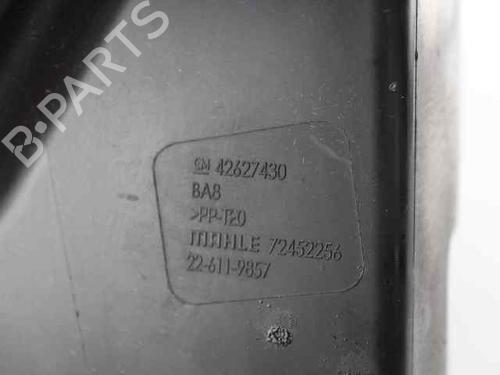 B-PARTS
GM 42627430
BA8
>PP-T20
MAHLE 72452256
22-611-9857